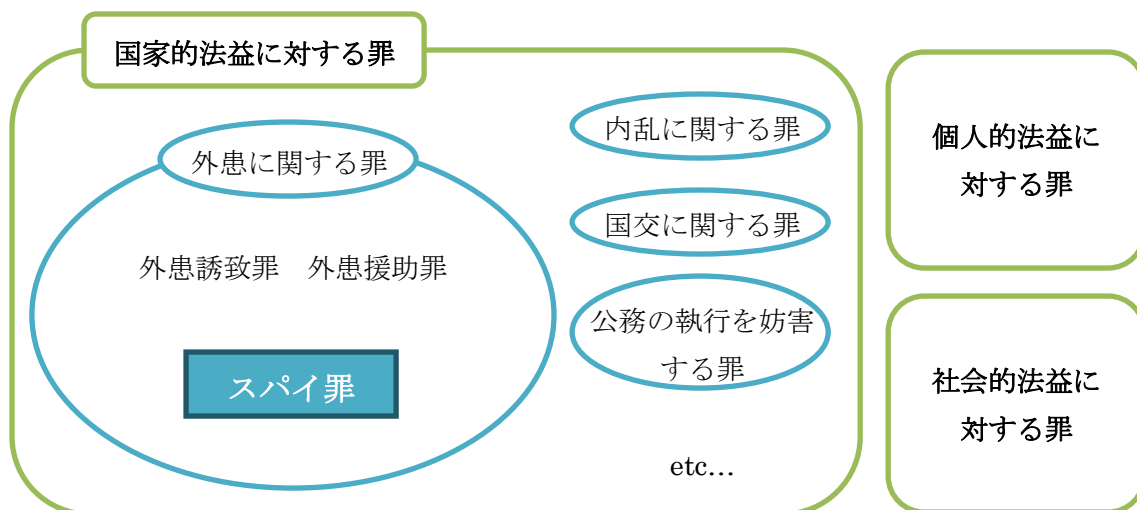 国家的法益に対する罪
外患に関する罪
外患誘致罪　外患援助罪
スパイ罪
内乱に関する罪
国交に関する罪
公務の執行を妨害
する罪
etc…
個人的法益に
対する罪
社会的法益に
対する罪